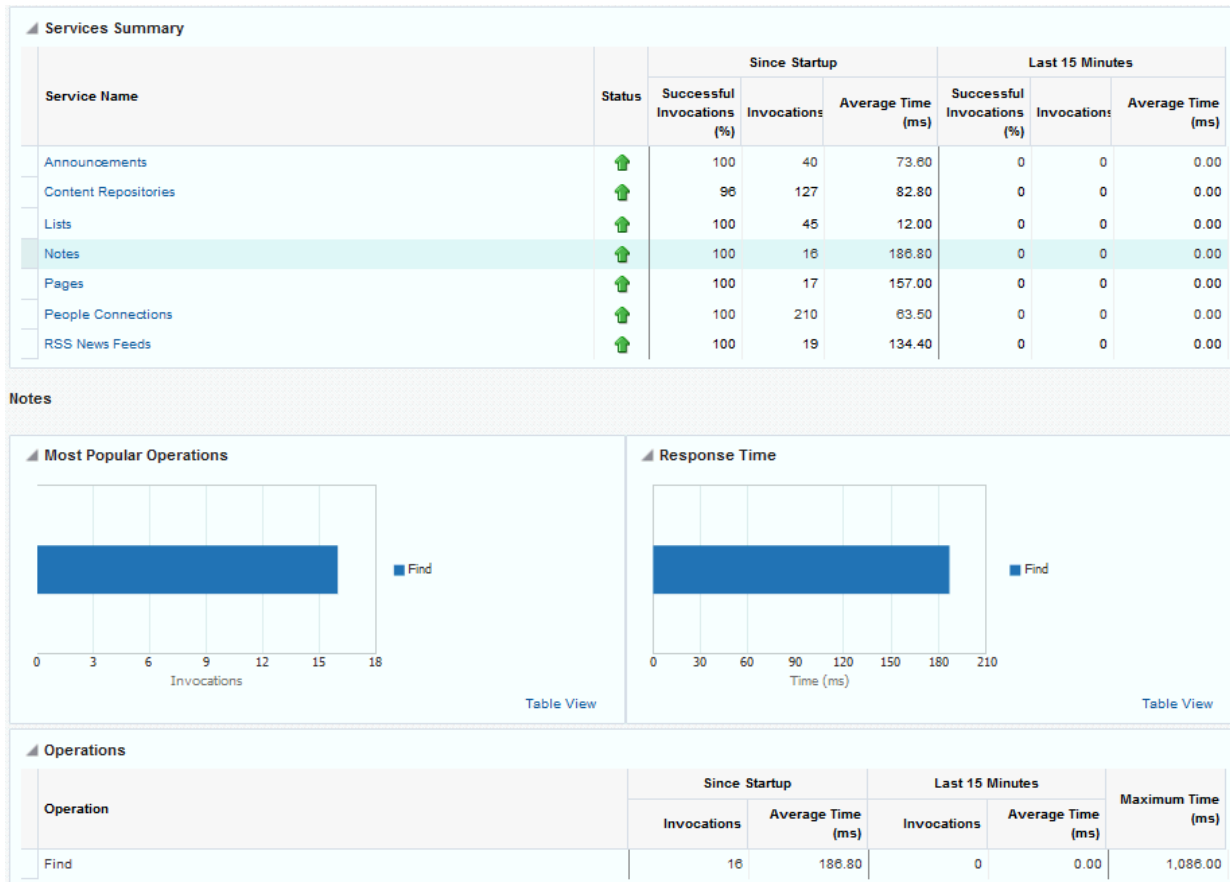 Services Summary
Service Name Status Since Startup Last 15 Minutes
Successful Invocations (%) Invocations Average Time (ms) Successful Invocations (%) Invocations Average Time (ms)
Announcements 100 40 73.60 0 0 0.00
Content Repositories 96 127 82.80 0 0 0.00
Lists 100 45 12.00 0 0 0.00
Notes 100 16 186.80 0 0 0.00
Pages 100 17 157.00 0 0 0.00
People Connections 100 210 63.50 0 0 0.00
RSS News Feeds 100 19 134.40 0 0 0.00
Notes
Most Popular Operations
Find
0 3 6 9 12 15 18
Invocations
Table View
Response Time
Find
0 30 60 90 120 150 180 210
Time (ms)
Table View
Operations
Operation Since Startup Last 15 Minutes Maximum Time (ms)
Invocations Average Time (ms) Invocations Average Time (ms)
Find 16 186.80 0 0.00 1,086.00